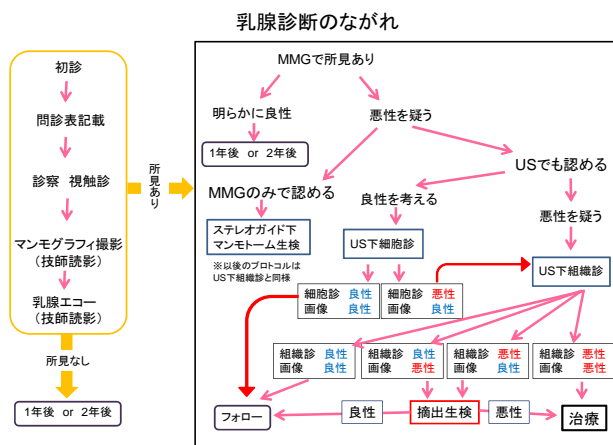 乳腺診断のながれ
初診
問診表記載
診察 視触診
マンモグラフィ撮影
(技師読影)
乳腺エコー
(技師読影)
所見なし
1年後 or 2年後
所見あり
MMGで所見あり
明らかに良性
悪性を疑う
1年後 or 2年後
USでも認める
MMGのみで認める
良性を考える
悪性を疑う
ステレオガイド下
マンモトーム生検
US下細胞診
US下組織診
※以後のプロトコルは
US下組織診と同様
細胞診 良性
画像 良性
細胞診 悪性
画像 良性
組織診 良性
画像 良性
組織診 良性
画像 悪性
組織診 悪性
画像 良性
組織診 悪性
画像 悪性
フォロー
良性
摘出生検
悪性
治療